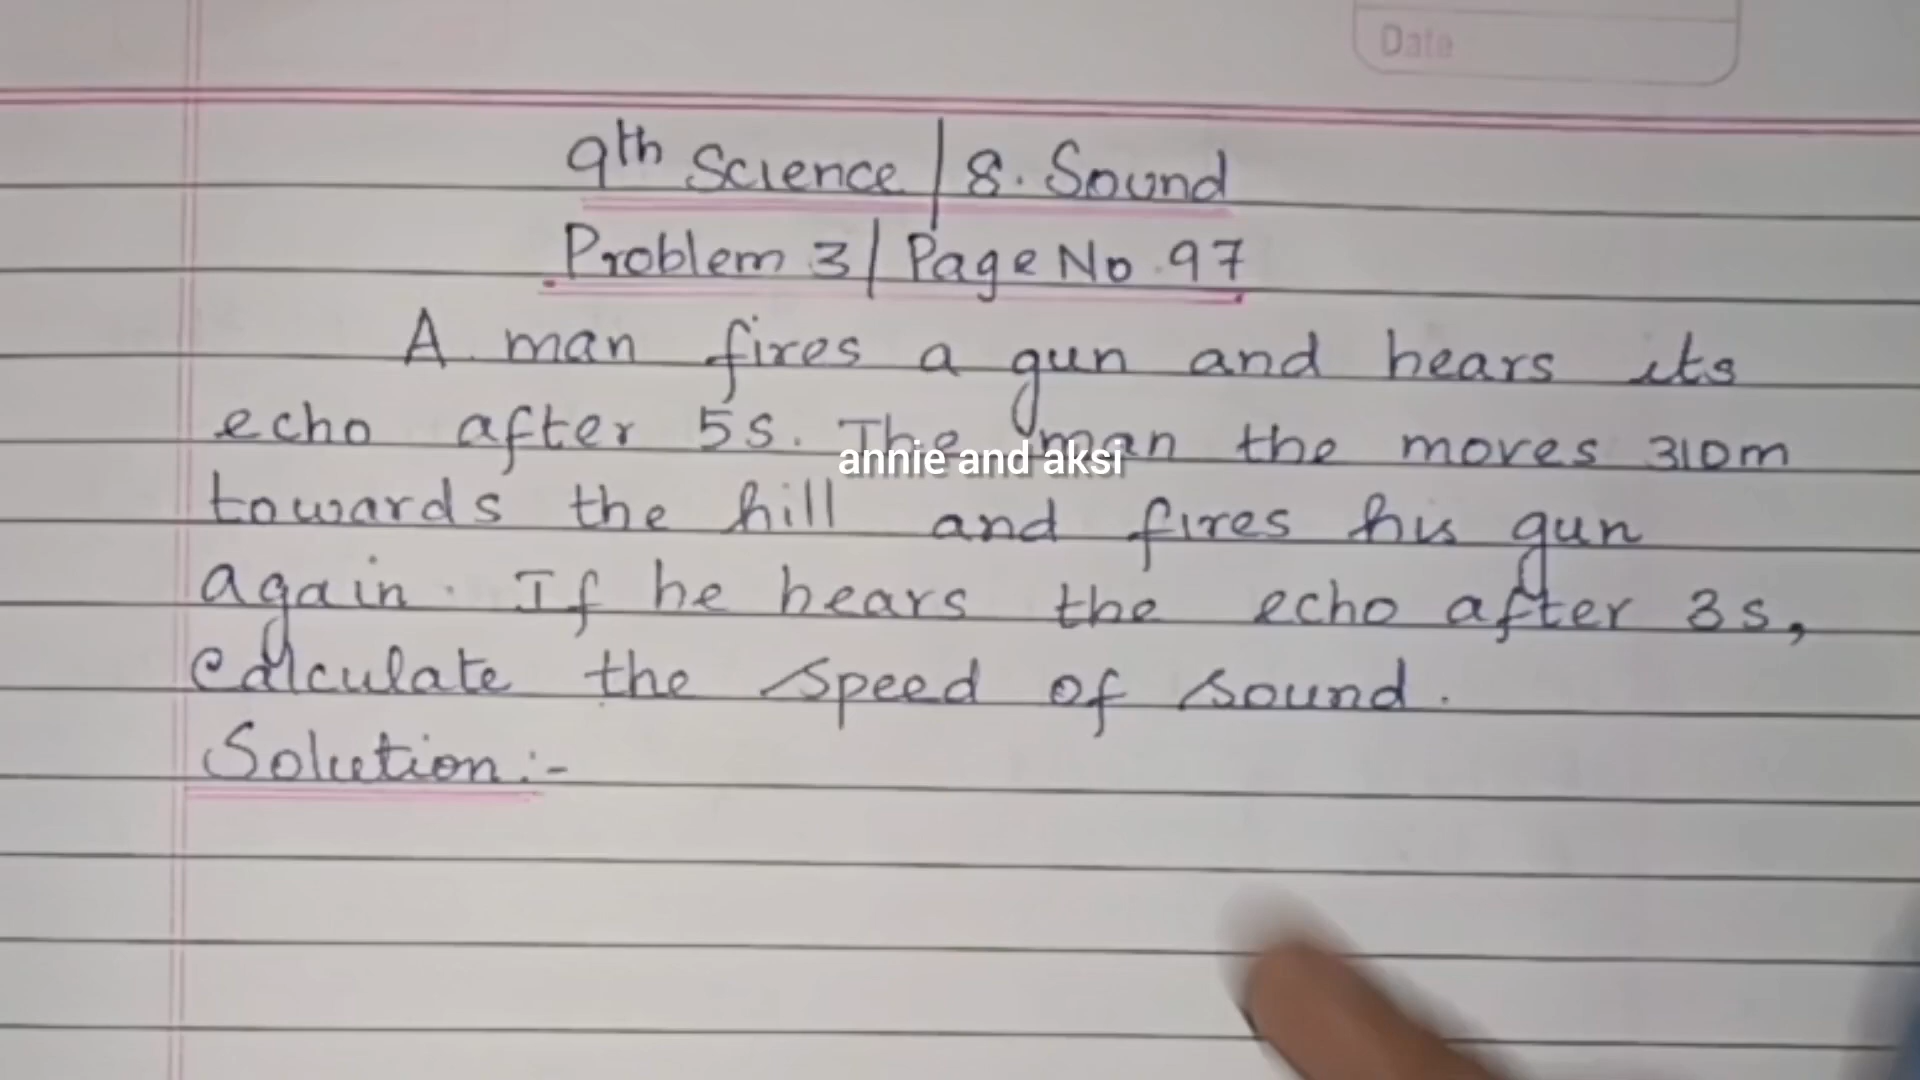 Date
9th Science | 8. Sound
Problem 3 | Page No. 97
A man fires a gun and hears its
echo after 5s. The man the moves 310m
annie and aksi
towards the hill and fires his gun
again. If he hears the echo after 3s,
calculate the speed of sound.
Solution:-